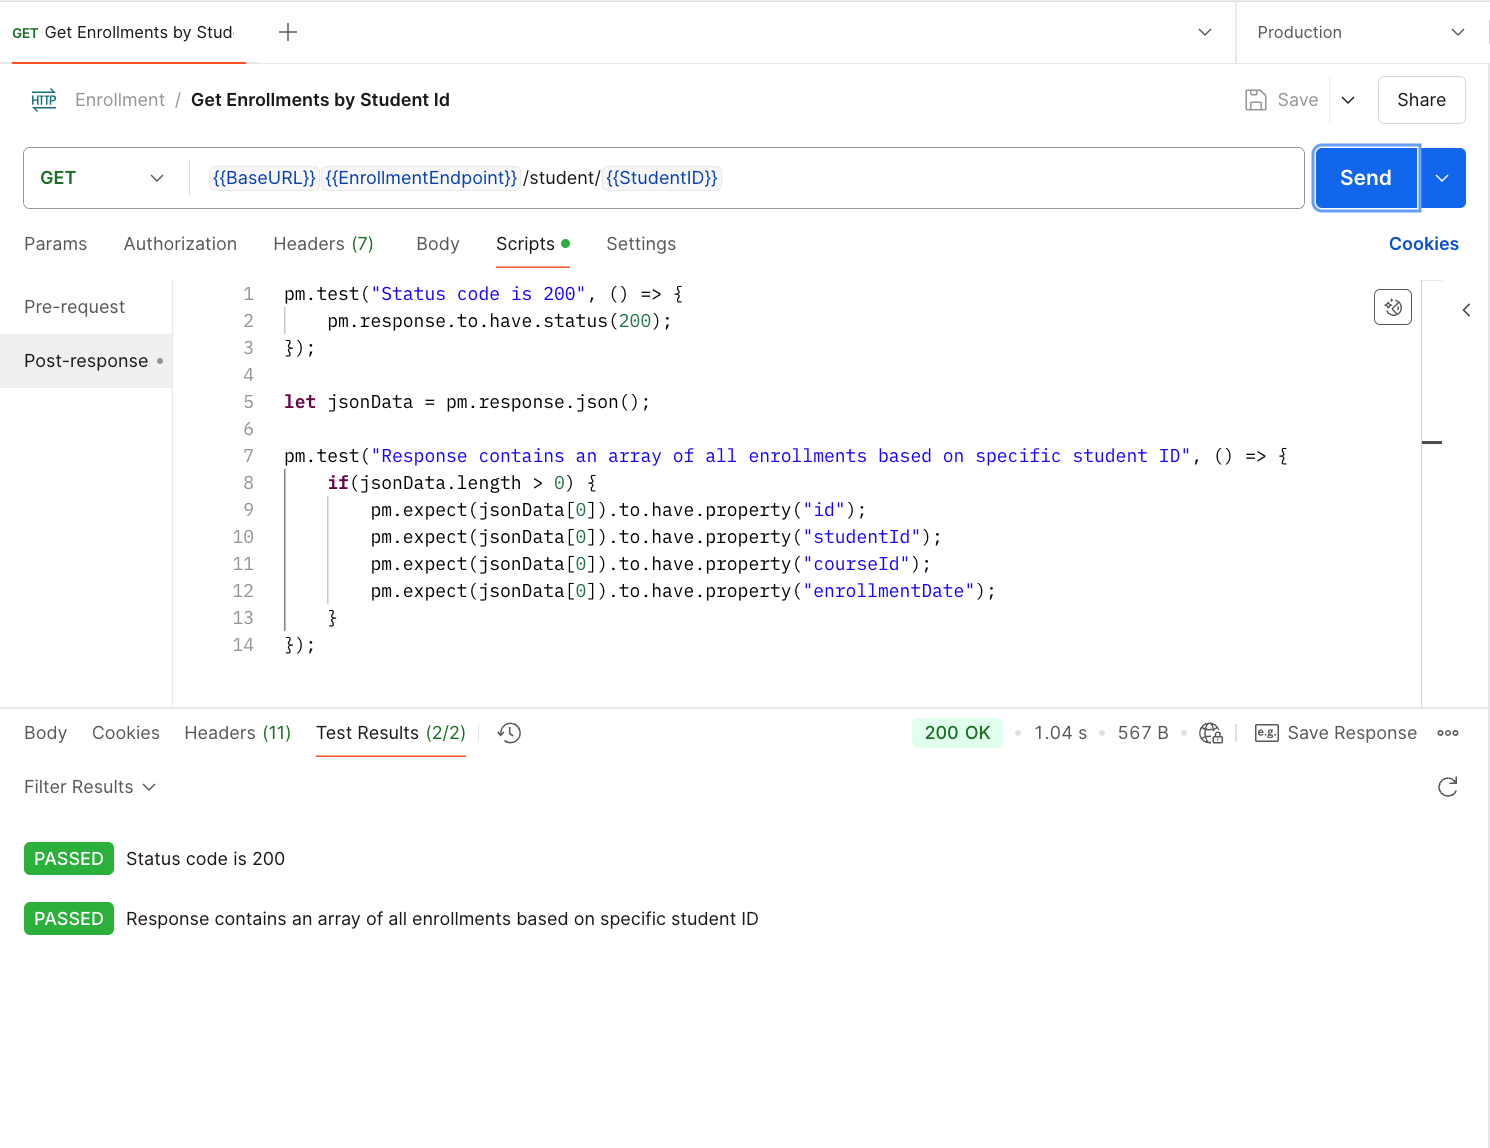 GET Get Enrollments by Stud
Production
HTTP Enrollment / Get Enrollments by Student Id
Save
Share
GET
{{BaseURL}} {{EnrollmentEndpoint}} /student/ {{StudentID}}
Send
Params Authorization Headers (7) Body Scripts Settings
Cookies
Pre-request
Post-response
1 pm.test("Status code is 200", () => {
2 pm.response.to.have.status(200);
3 });
4
5 let jsonData = pm.response.json();
6
7 pm.test("Response contains an array of all enrollments based on specific student ID", () => {
8 if(jsonData.length > 0) {
9 pm.expect(jsonData[0]).to.have.property("id");
10 pm.expect(jsonData[0]).to.have.property("studentId");
11 pm.expect(jsonData[0]).to.have.property("courseId");
12 pm.expect(jsonData[0]).to.have.property("enrollmentDate");
13 }
14 });
Body Cookies Headers (11) Test Results (2/2)
200 OK • 1.04 s • 567 B •
e.g. Save Response
Filter Results
PASSED Status code is 200
PASSED Response contains an array of all enrollments based on specific student ID